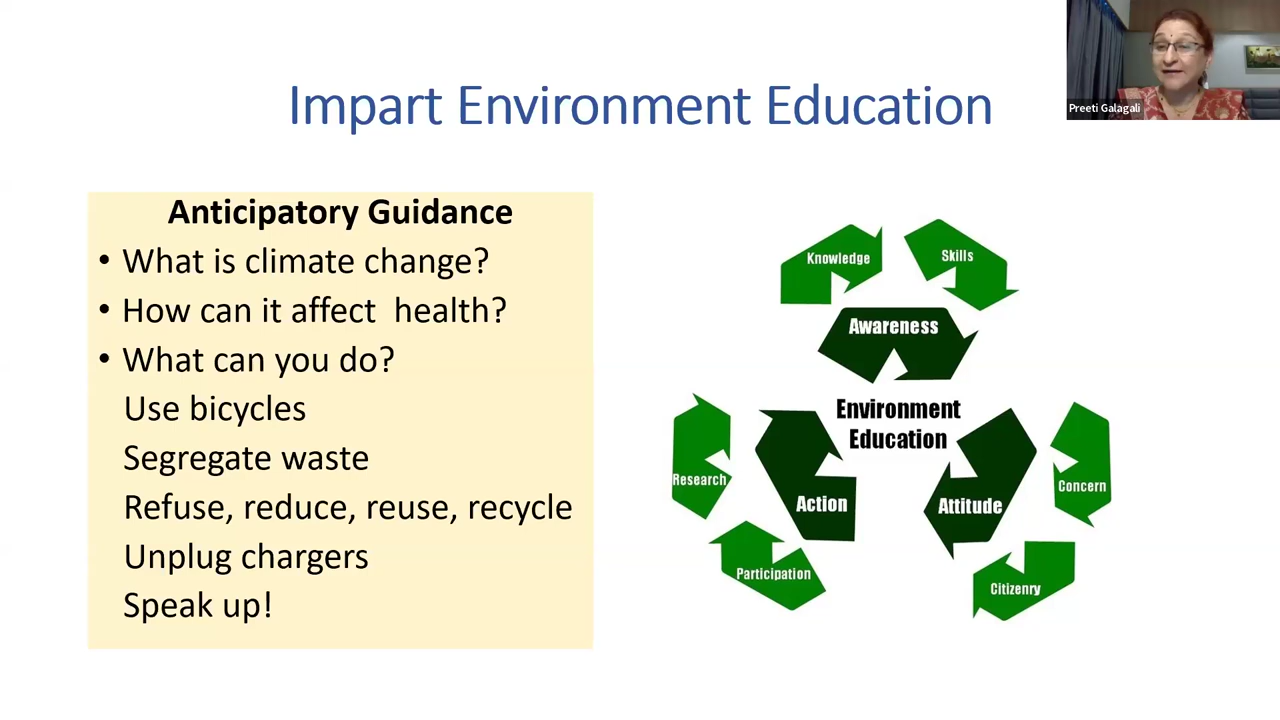 Impart Environment Education
Preeti Galagali
Anticipatory Guidance
• What is climate change?
• How can it affect health?
• What can you do?
Use bicycles
Segregate waste
Refuse, reduce, reuse, recycle
Unplug chargers
Speak up!
Knowledge
Skills
Awareness
Environment
Education
Research
Action
Attitude
Concern
Participation
Citizenry